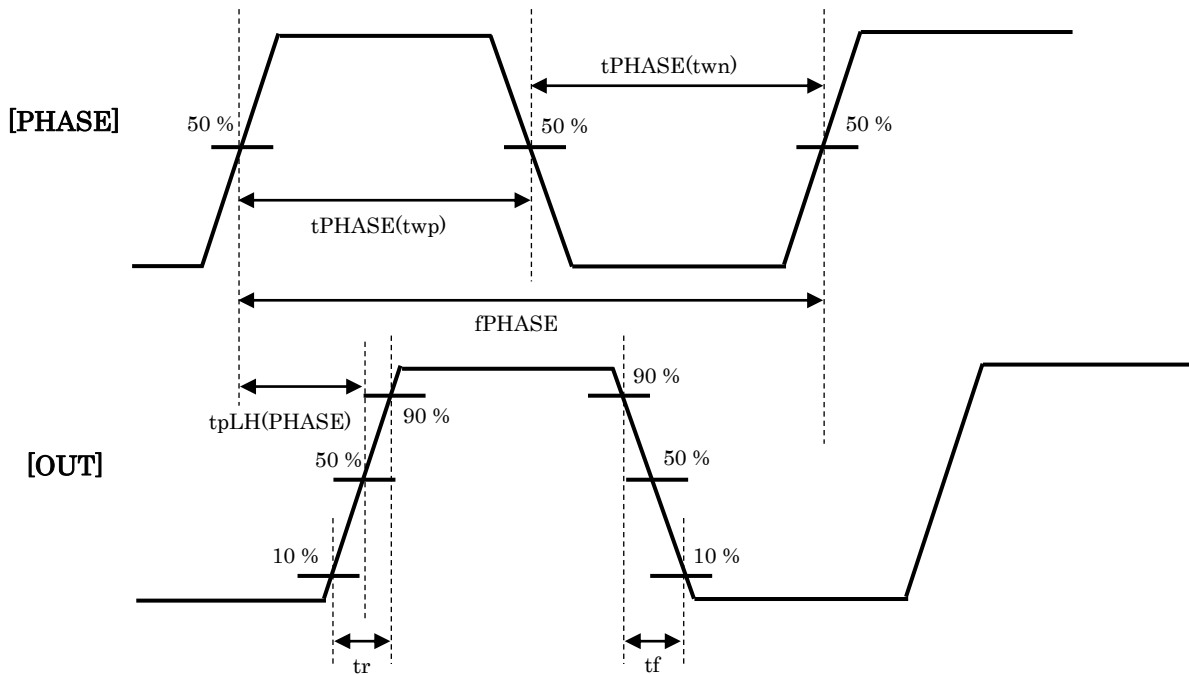 tPHASE(twn)
[PHASE]
50 %
50 %
50 %
tPHASE(twp)
fPHASE
90 %
tpLH(PHASE)
90 %
[OUT]
50 %
50 %
10 %
10 %
tr
tf